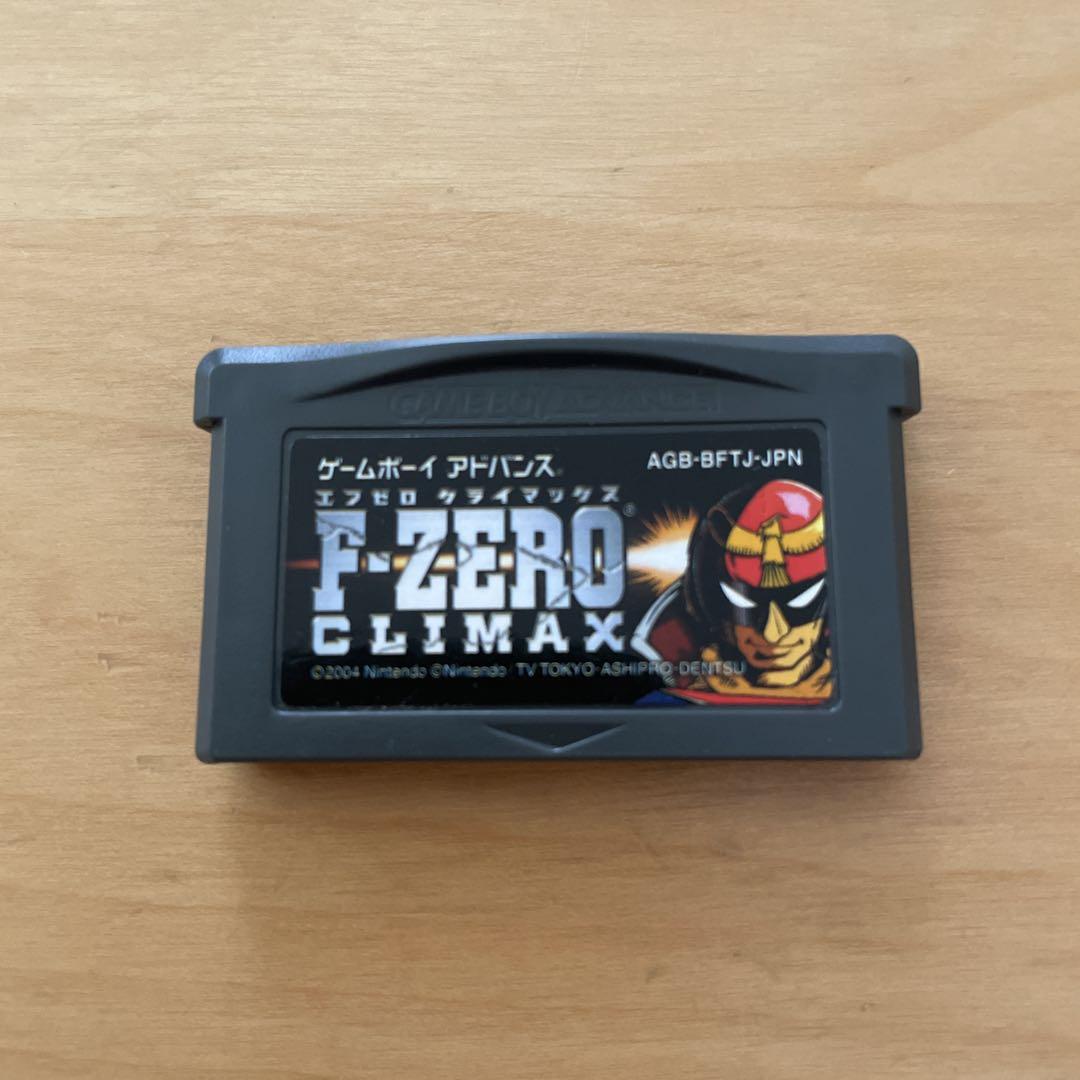 GAME BOY ADVANCE
ゲームボーイ アドバンス® AGB-BFTJ-JPN
エフゼロ クライマックス
F-ZERO®
CLIMAX
©2004 Nintendo ©Nintendo/TV TOKYO·ASHIPRO·DENTSU